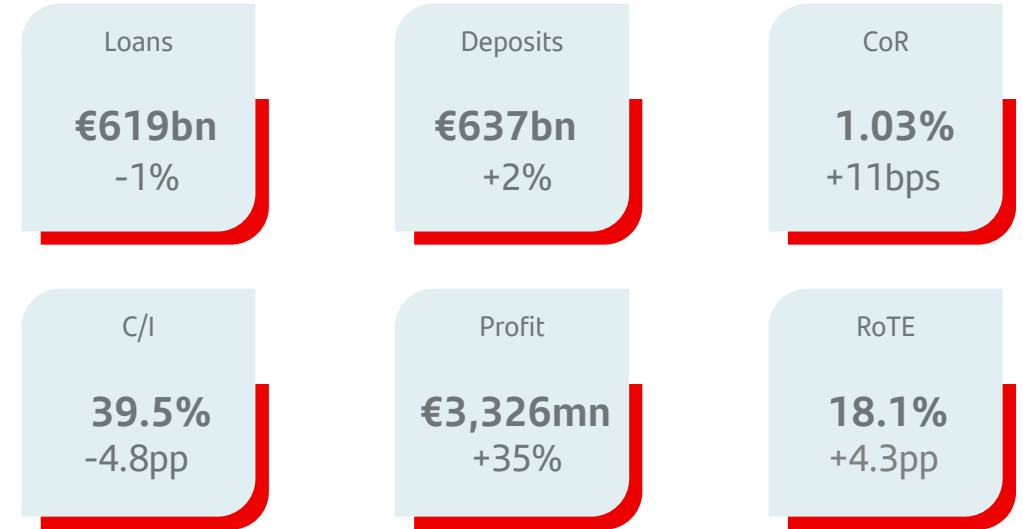 Loans
€619bn
-1%
Deposits
€637bn
+2%
CoR
1.03%
+11bps
C/I
39.5%
-4.8pp
Profit
€3,326mn
+35%
RoTE
18.1%
+4.3pp